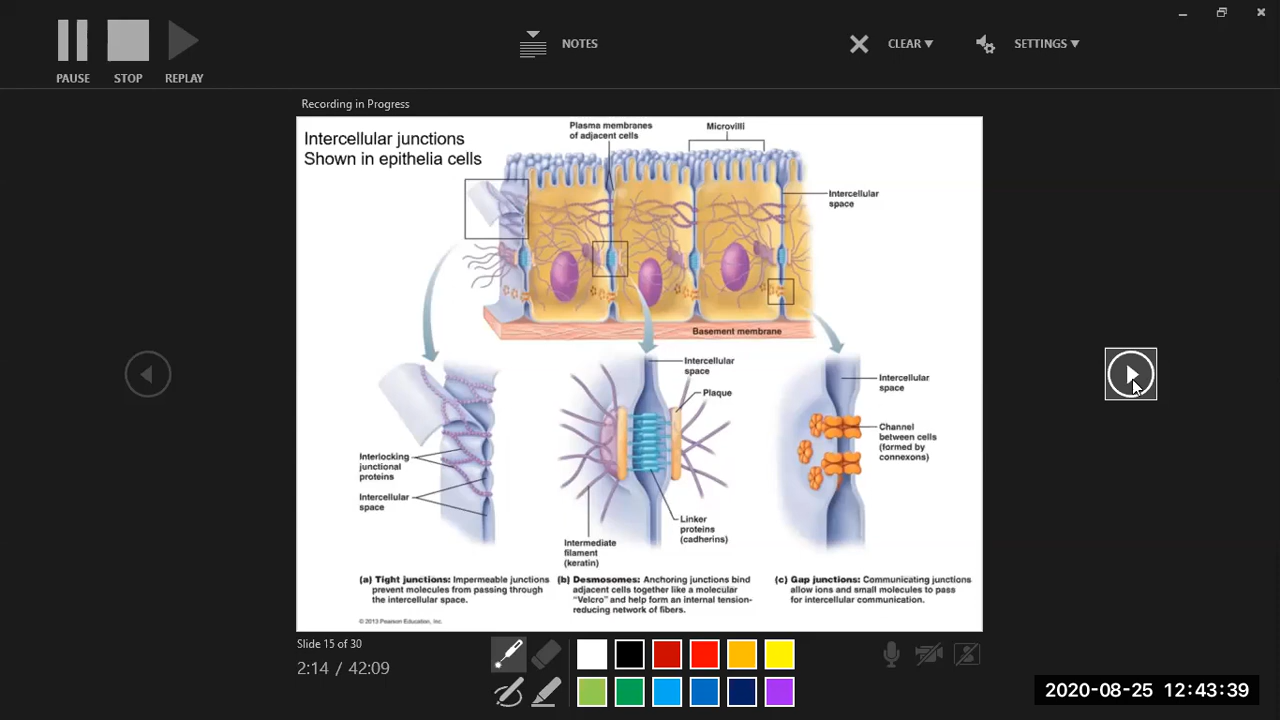 PAUSE
STOP
REPLAY
NOTES
CLEAR
SETTINGS
Recording in Progress
Intercellular junctions
Shown in epithelia cells
Plasma membranes
of adjacent cells
Microvilli
Intercellular
space
Basement membrane
Intercellular
space
Plaque
Intercellular
space
Channel
between cells
(formed by
connexons)
Interlocking
junctional
proteins
Intercellular
space
Linker
proteins
(cadherins)
Intermediate
filament
(keratin)
(a) Tight junctions: Impermeable junctions
prevent molecules from passing through
the intercellular space.
(b) Desmosomes: Anchoring junctions bind
adjacent cells together like a molecular
"Velcro" and help form an internal tension-
reducing network of fibers.
(c) Gap junctions: Communicating junctions
allow ions and small molecules to pass
for intercellular communication.
© 2013 Pearson Education, Inc.
Slide 15 of 30
2:14 / 42:09
2020-08-25 12:43:39